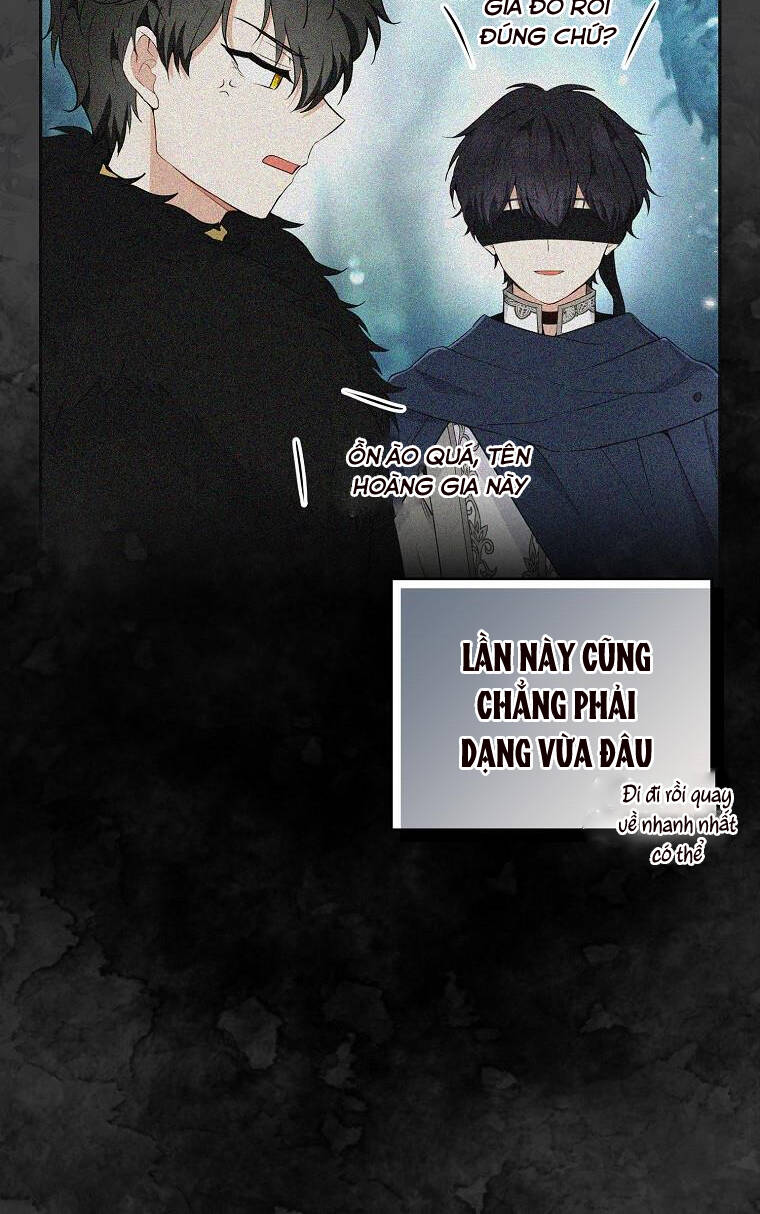 GIA ĐÓ RỒI
ĐÚNG CHỨ?
ỒN ÀO QUÁ, TÊN
HOÀNG GIA NÀY
LẦN NÀY CŨNG
CHẲNG PHẢI
DẠNG VỪA ĐÂU
Đi đi rồi quay
về nhanh nhất
có thể